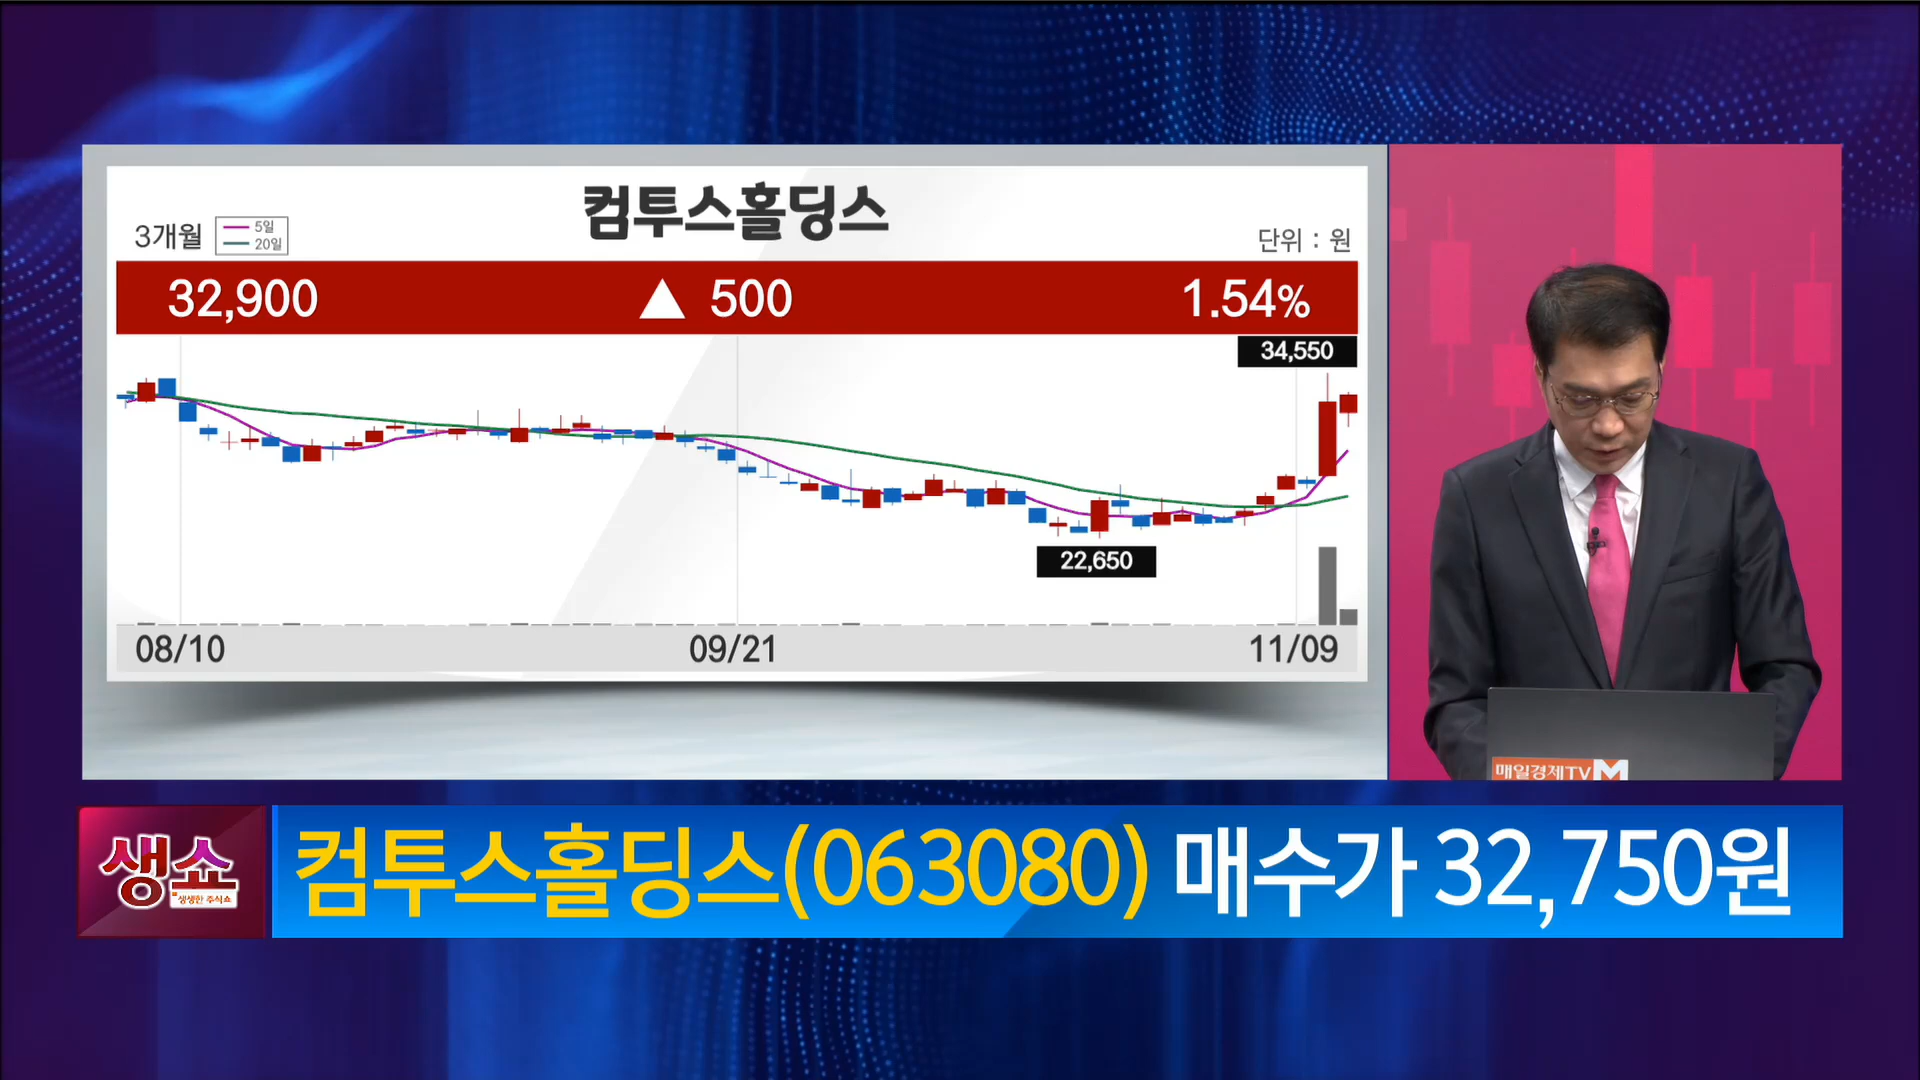 컴투스홀딩스
3개월
5일
20일
단위 : 원
32,900 ▲ 500 1.54%
34,550
22,650
08/10 09/21 11/09
매일경제TV M
생쇼
생생한 주식쇼
컴투스홀딩스(063080) 매수가 32,750원